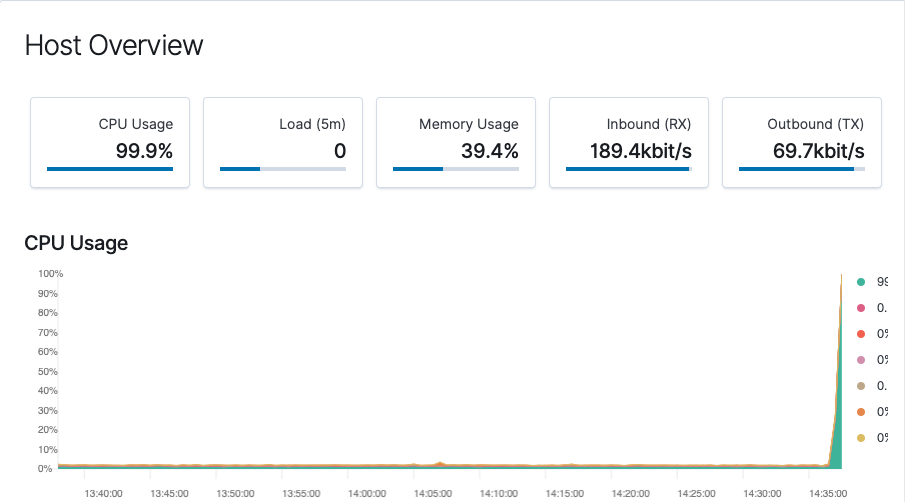 Host Overview
CPU Usage
99.9%
Load (5m)
0
Memory Usage
39.4%
Inbound (RX)
189.4kbit/s
Outbound (TX)
69.7kbit/s
CPU Usage
100%
90%
80%
70%
60%
50%
40%
30%
20%
10%
0%
0.
0%
0%
0.
0%
0%
13:40:00 13:45:00 13:50:00 13:55:00 14:00:00 14:05:00 14:10:00 14:15:00 14:20:00 14:25:00 14:30:00 14:35:00